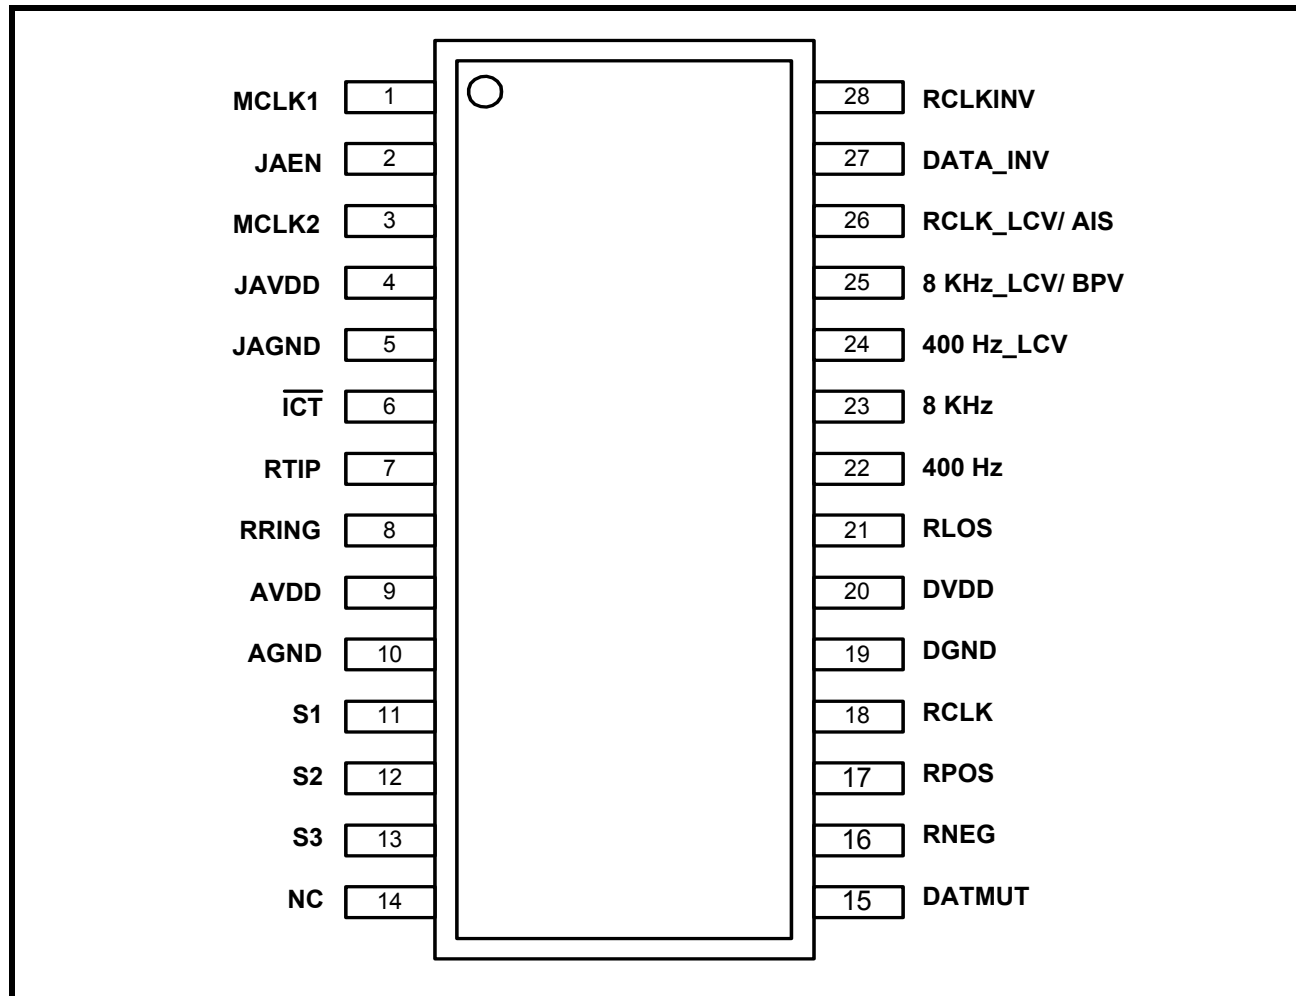 MCLK1 1 28 RCLKINV
JAEN 2 27 DATA_INV
MCLK2 3 26 RCLK_LCV/ AIS
JAVDD 4 25 8 KHz_LCV/ BPV
JAGND 5 24 400 Hz_LCV
I̅C̅T̅ 6 23 8 KHz
RTIP 7 22 400 Hz
RRING 8 21 RLOS
AVDD 9 20 DVDD
AGND 10 19 DGND
S1 11 18 RCLK
S2 12 17 RPOS
S3 13 16 RNEG
NC 14 15 DATMUT